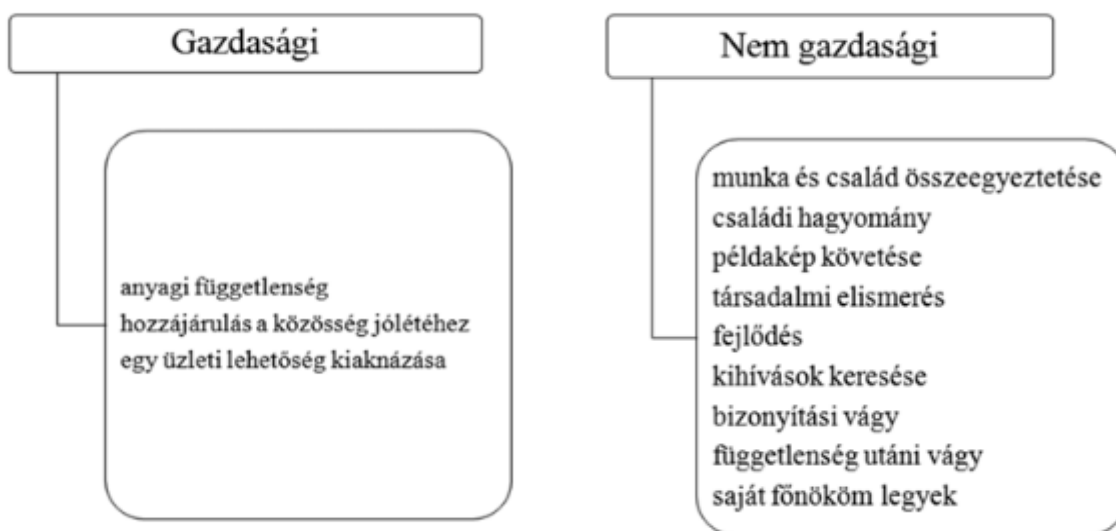 Gazdasági
anyagi függetlenség
hozzájárulás a közösség jólétéhez
egy üzleti lehetőség kiaknázása
Nem gazdasági
munka és család összeegyeztetése
családi hagyomány
példakép követése
társadalmi elismerés
fejlődés
kihívások keresése
bizonyítási vágy
függetlenség utáni vágy
saját főnököm legyek